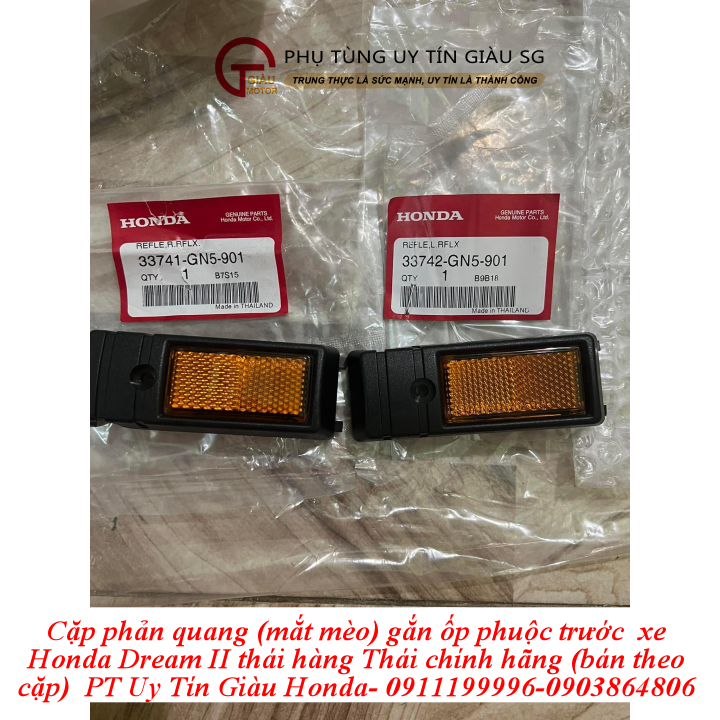 PHỤ TÙNG UY TÍN GIÀU SG
TRUNG THỰC LÀ SỨC MẠNH, UY TÍN LÀ THÀNH CÔNG
GIÀU
MOTOR
HONDA
GENUINE PARTS
Honda Motor Co., Ltd.
REFLE,R.RFLX.
33741-GN5-901
QTY. 1 B7S15
Made in THAILAND
HONDA
GENUINE PARTS
Honda Motor Co., Ltd.
REFLE,L.RFLX
33742-GN5-901
QTY 1 B9B18
Made in THAILAND
Cặp phản quang (mắt mèo) gắn ốp phuộc trước xe
Honda Dream II thái hàng Thái chính hãng (bán theo
cặp) PT Uy Tín Giàu Honda- 0911199996-0903864806